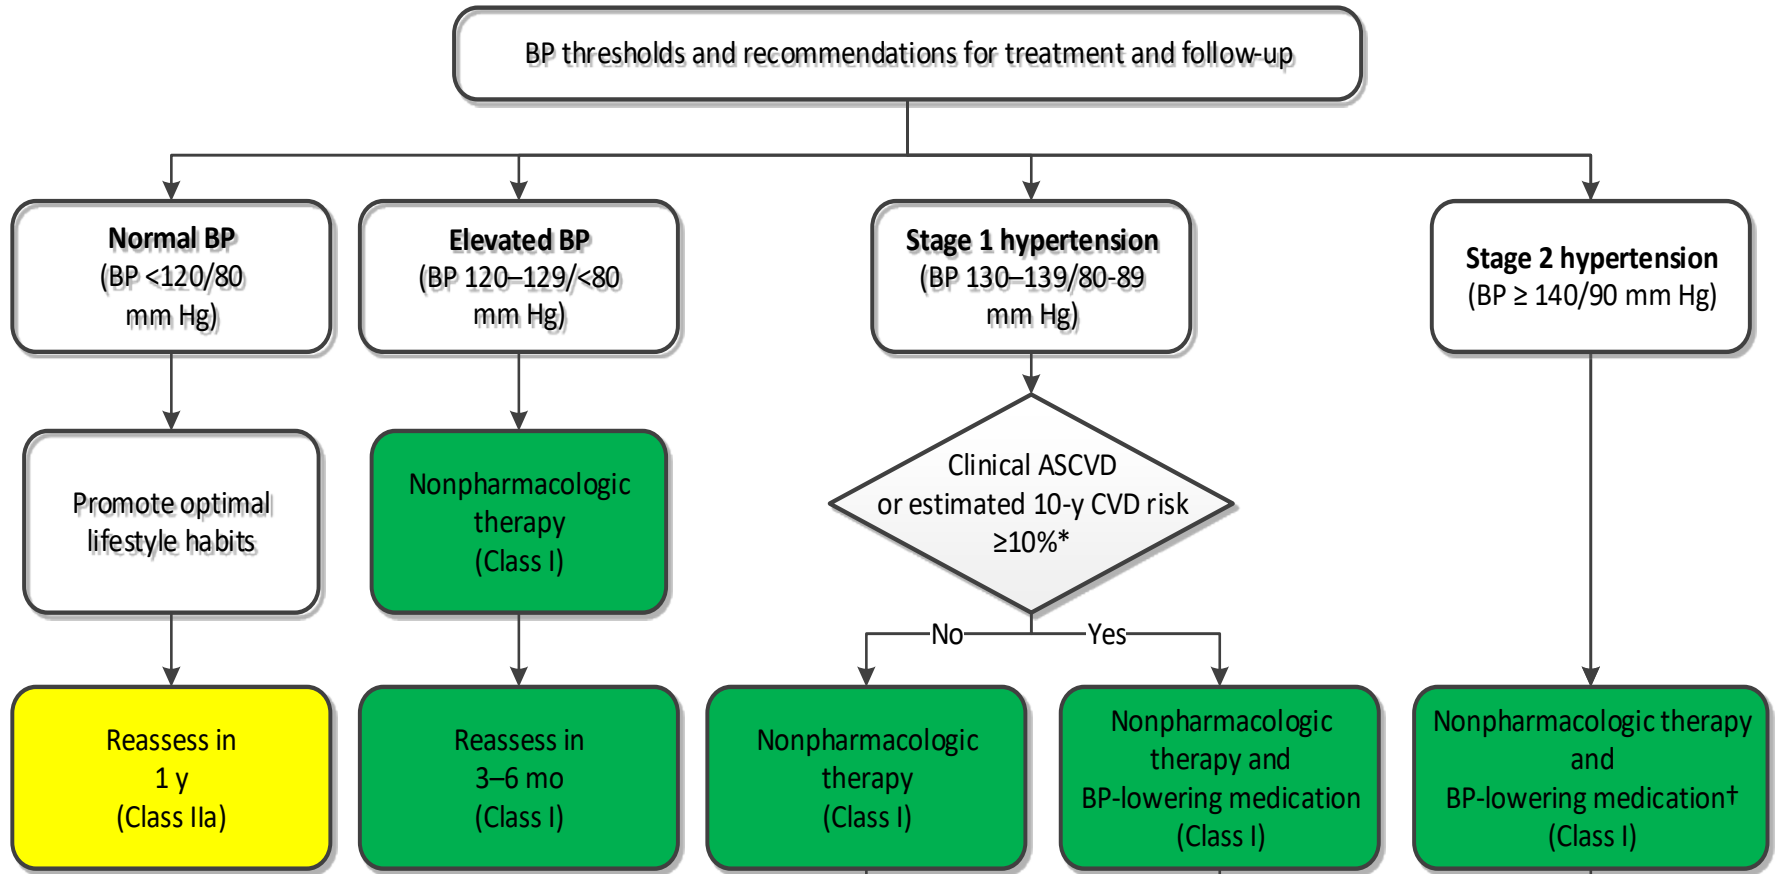 BP thresholds and recommendations for treatment and follow-up
Normal BP
(BP <120/80
mm Hg)
Elevated BP
(BP 120–129/<80
mm Hg)
Stage 1 hypertension
(BP 130–139/80-89
mm Hg)
Stage 2 hypertension
(BP ≥ 140/90 mm Hg)
Promote optimal
lifestyle habits
Nonpharmacologic
therapy
(Class I)
Clinical ASCVD
or estimated 10-y CVD risk
≥10%*
No
Yes
Reassess in
1 y
(Class IIa)
Reassess in
3–6 mo
(Class I)
Nonpharmacologic
therapy
(Class I)
Nonpharmacologic
therapy and
BP-lowering medication
(Class I)
Nonpharmacologic therapy
and
BP-lowering medication†
(Class I)